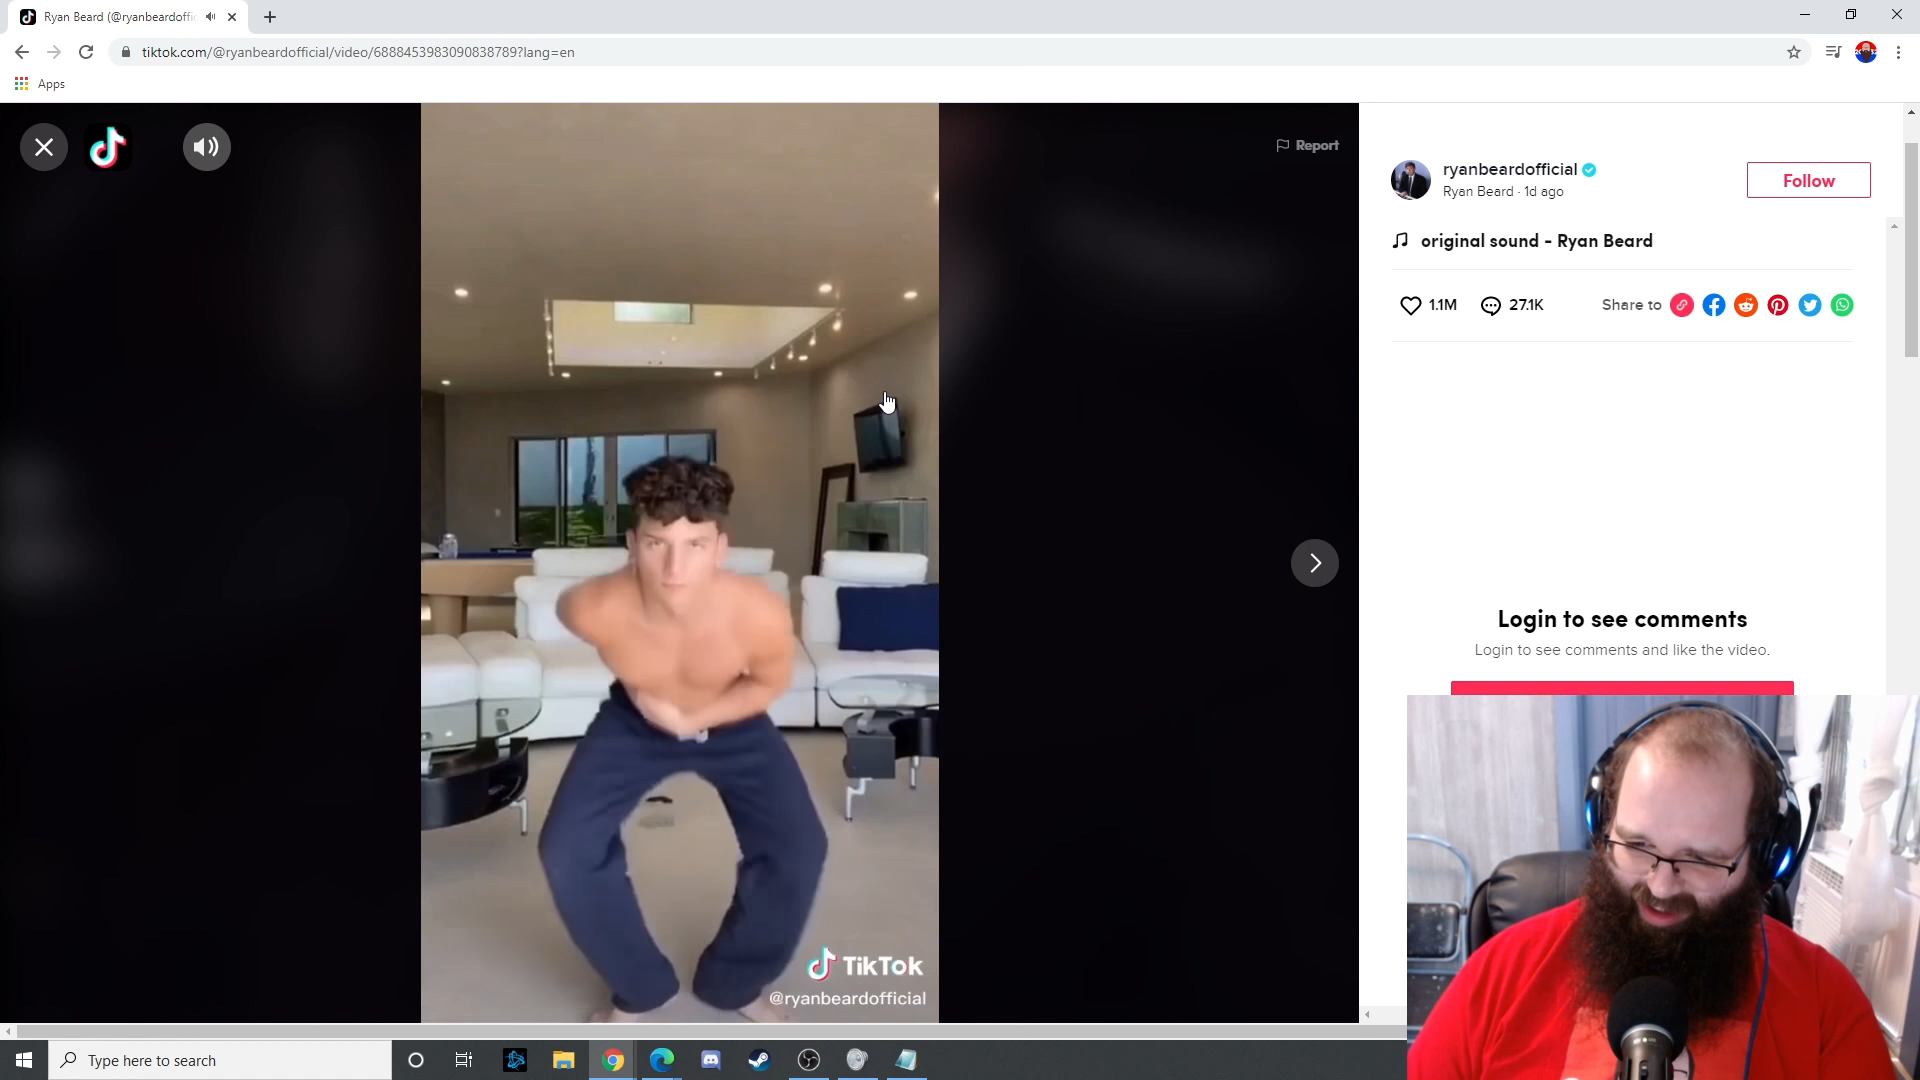 Ryan Beard (@ryanbeardoffic
tiktok.com/@ryanbeardofficial/video/6888453983090838789?lang=en
Apps
Report
ryanbeardofficial
Ryan Beard · 1d ago
Follow
original sound - Ryan Beard
1.1M
27.1K
Share to
Login to see comments
Login to see comments and like the video.
TikTok
@ryanbeardofficial
Type here to search